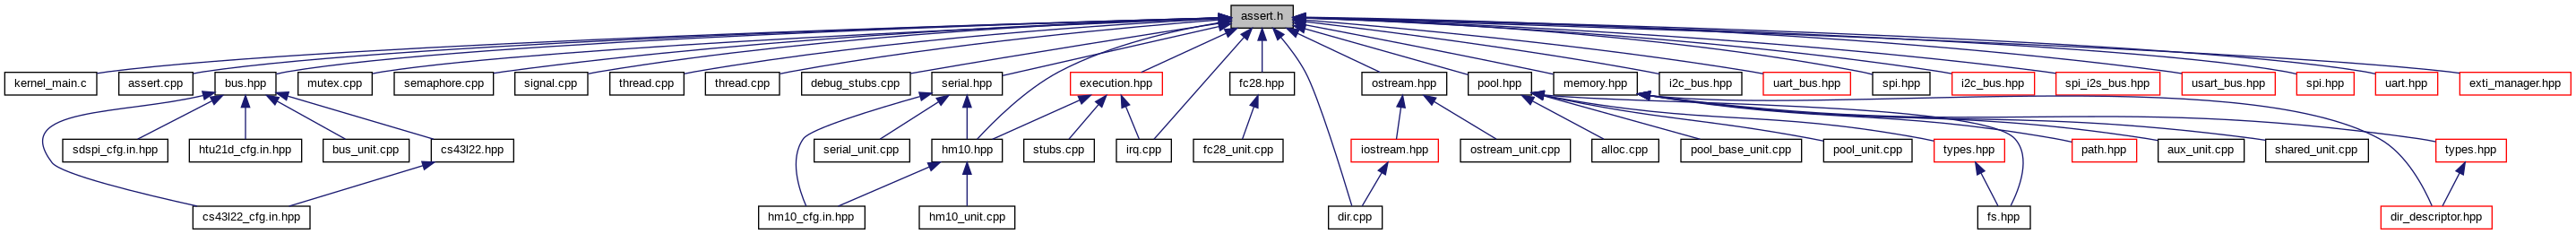 assert.h
kernel_main.c
assert.cpp
bus.hpp
mutex.cpp
semaphore.cpp
signal.cpp
thread.cpp
thread.cpp
debug_stubs.cpp
serial.hpp
execution.hpp
fc28.hpp
ostream.hpp
pool.hpp
memory.hpp
i2c_bus.hpp
uart_bus.hpp
spi.hpp
i2c_bus.hpp
spi_i2s_bus.hpp
usart_bus.hpp
spi.hpp
uart.hpp
exti_manager.hpp
sdspi_cfg.in.hpp
htu21d_cfg.in.hpp
bus_unit.cpp
cs43l22.hpp
serial_unit.cpp
hm10.hpp
stubs.cpp
irq.cpp
fc28_unit.cpp
iostream.hpp
ostream_unit.cpp
alloc.cpp
pool_base_unit.cpp
pool_unit.cpp
types.hpp
path.hpp
aux_unit.cpp
shared_unit.cpp
types.hpp
cs43l22_cfg.in.hpp
hm10_cfg.in.hpp
hm10_unit.cpp
dir.cpp
fs.hpp
dir_descriptor.hpp